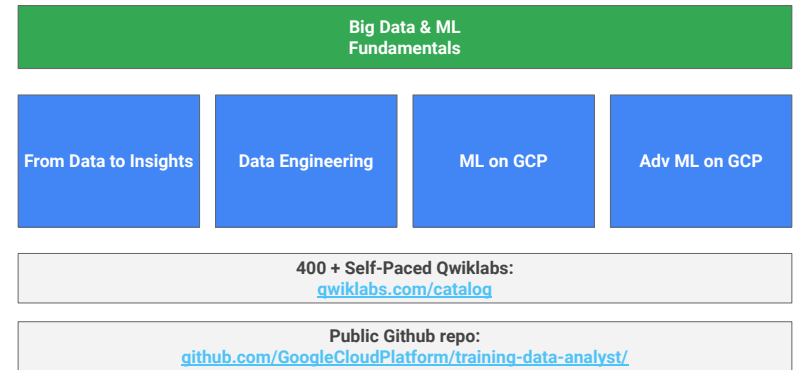 Big Data & ML
Fundamentals
From Data to Insights
Data Engineering
ML on GCP
Adv ML on GCP
400 + Self-Paced Qwiklabs:
qwiklabs.com/catalog
Public Github repo:
github.com/GoogleCloudPlatform/training-data-analyst/